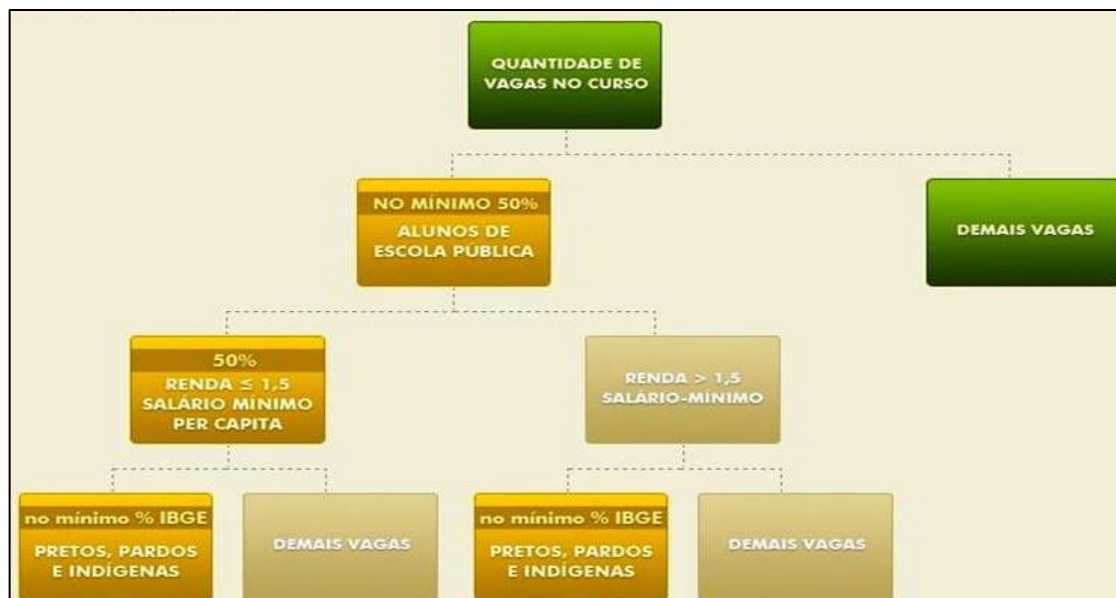 QUANTIDADE DE
VAGAS NO CURSO
NO MÍNIMO 50%
ALUNOS DE
ESCOLA PÚBLICA
DEMAIS VAGAS
50%
RENDA ≤ 1,5
SALÁRIO MÍNIMO
PER CAPITA
RENDA > 1,5
SALÁRIO-MÍNIMO
no mínimo % IBGE
PRETOS, PARDOS
E INDÍGENAS
DEMAIS VAGAS
no mínimo % IBGE
PRETOS, PARDOS
E INDÍGENAS
DEMAIS VAGAS